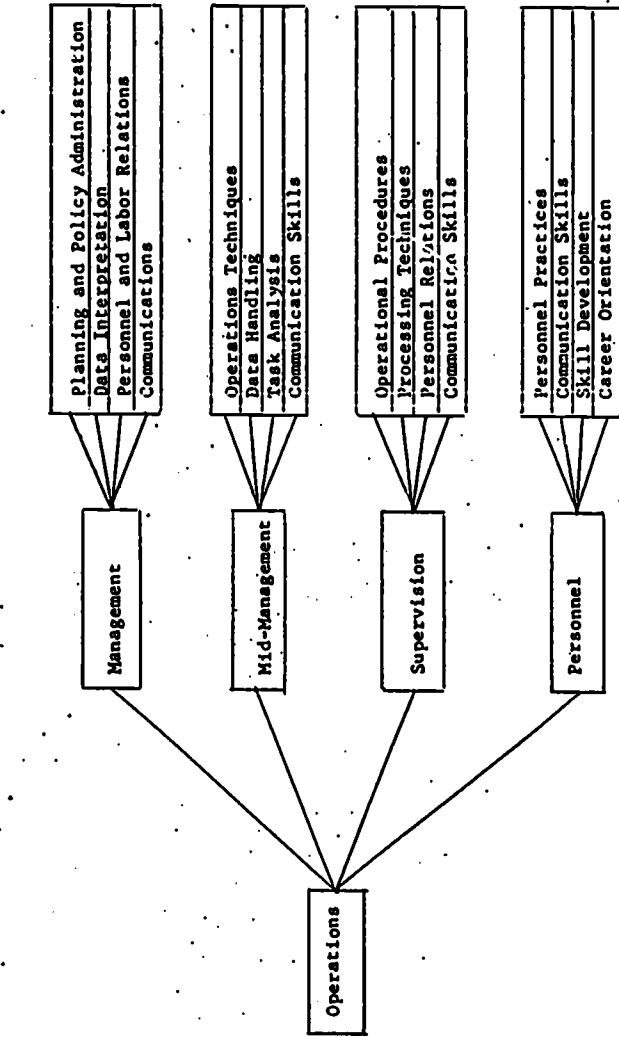 Operations
Management
Planning and Policy Administration
Data Interpretation
Personnel and Labor Relations
Communications
Mid-Management
Operations Techniques
Data Handling
Task Analysis
Communication Skills
Supervision
Operational Procedures
Processing Techniques
Personnel Relations
Communication Skills
Personnel
Personnel Practices
Communication Skills
Skill Development
Career Orientation